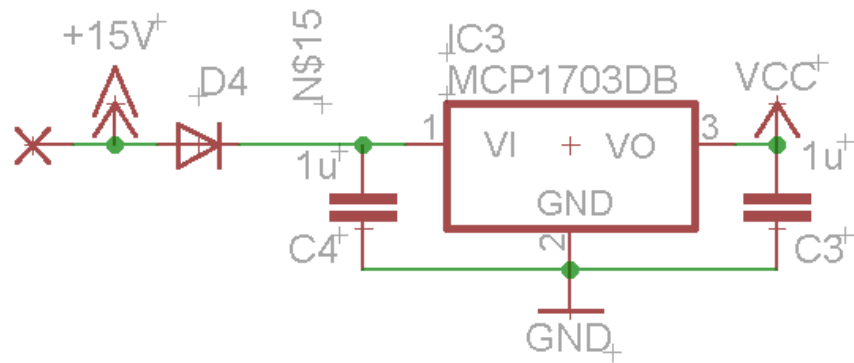 +15V
D4
N$15
IC3
MCP1703DB
VCC
1
VI
VO
3
1u
1u
GND
2
C4
C3
GND